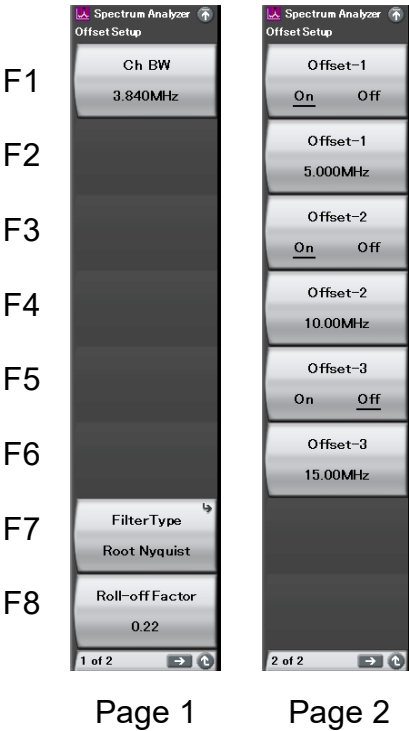 Spectrum Analyzer
Offset Setup
F1
Ch BW
3.840MHz
F2
F3
F4
F5
F6
F7
FilterType
Root Nyquist
F8
Roll-off Factor
0.22
1 of 2
Page 1
Spectrum Analyzer
Offset Setup
Offset-1
On Off
Offset-1
5.000MHz
Offset-2
On Off
Offset-2
10.00MHz
Offset-3
On Off
Offset-3
15.00MHz
2 of 2
Page 2